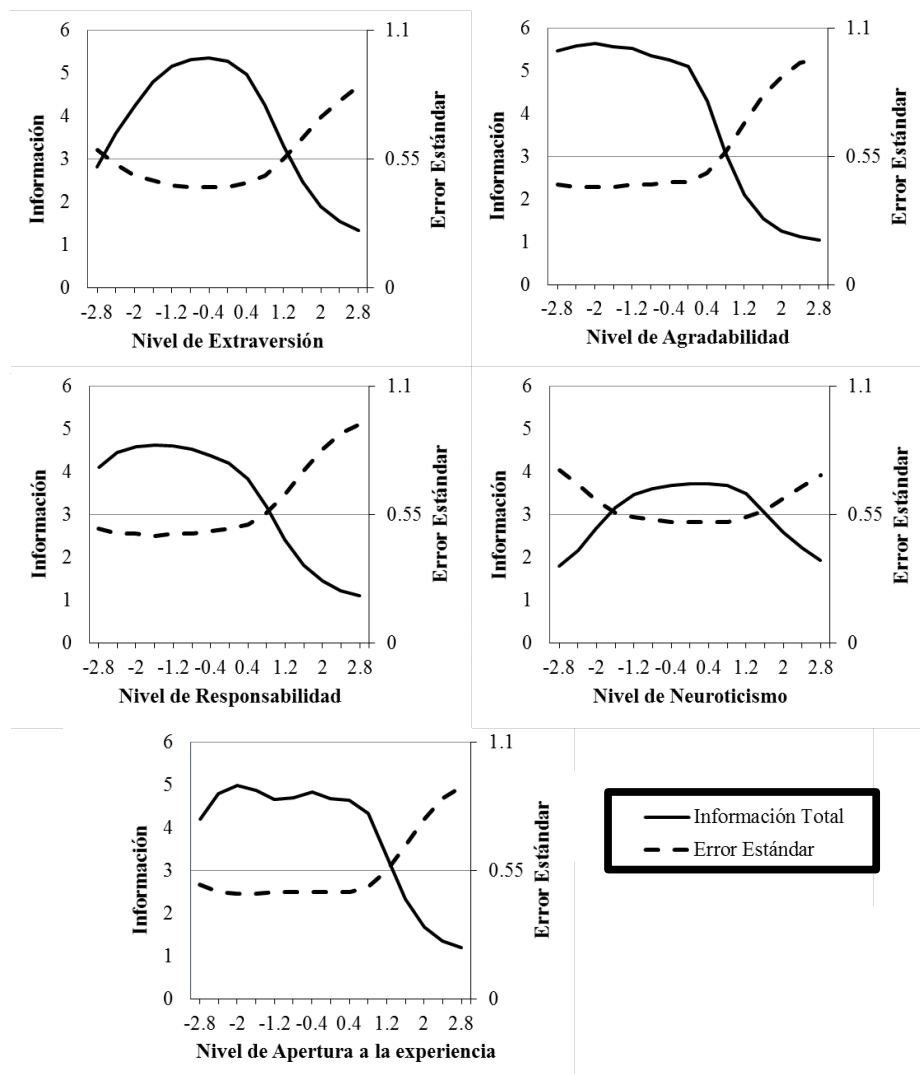 6
5
4
3
2
1
0
Información
1.1
0.55
0
Error Estándar
-2.8 -2 -1.2 -0.4 0.4 1.2 2 2.8
Nivel de Extraversión
6
5
4
3
2
1
0
Información
1.1
0.55
0
Error Estándar
-2.8 -2 -1.2 -0.4 0.4 1.2 2 2.8
Nivel de Agradabilidad
6
5
4
3
2
1
0
Información
1.1
0.55
0
Error Estándar
-2.8 -2 -1.2 -0.4 0.4 1.2 2 2.8
Nivel de Responsabilidad
6
5
4
3
2
1
0
Información
1.1
0.55
0
Error Estándar
-2.8 -2 -1.2 -0.4 0.4 1.2 2 2.8
Nivel de Neuroticismo
6
5
4
3
2
1
0
Información
1.1
0.55
0
Error Estándar
-2.8 -2 -1.2 -0.4 0.4 1.2 2 2.8
Nivel de Apertura a la experiencia
Información Total
Error Estándar